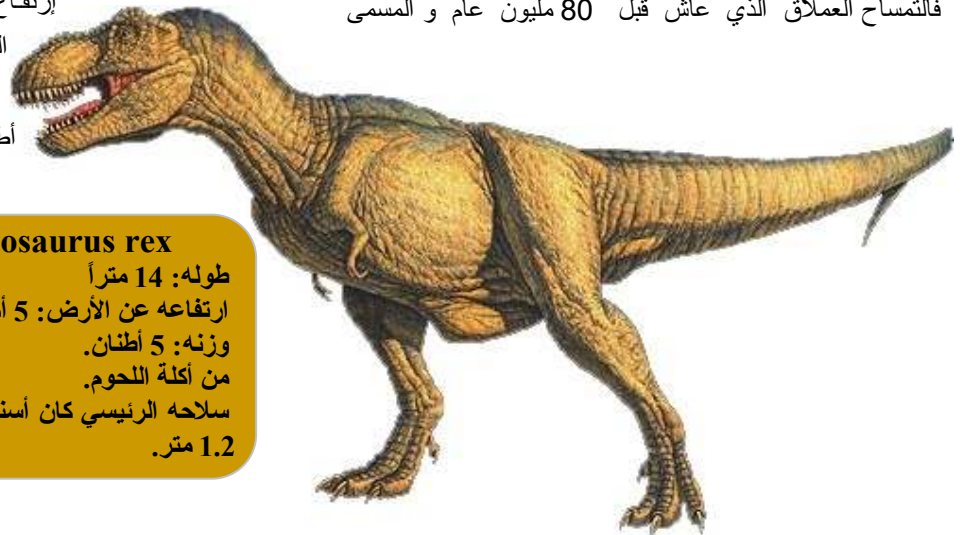 فالتمساح العملاق الذي عاش قبل 80 مليون عام و المسمى
osaurus rex
طوله: 14 متراً
ارتفاعه عن الأرض: 5
وزنه: 5 أطنان.
من أكلة اللحوم.
سلاحه الرئيسي كان
1.2 متر.